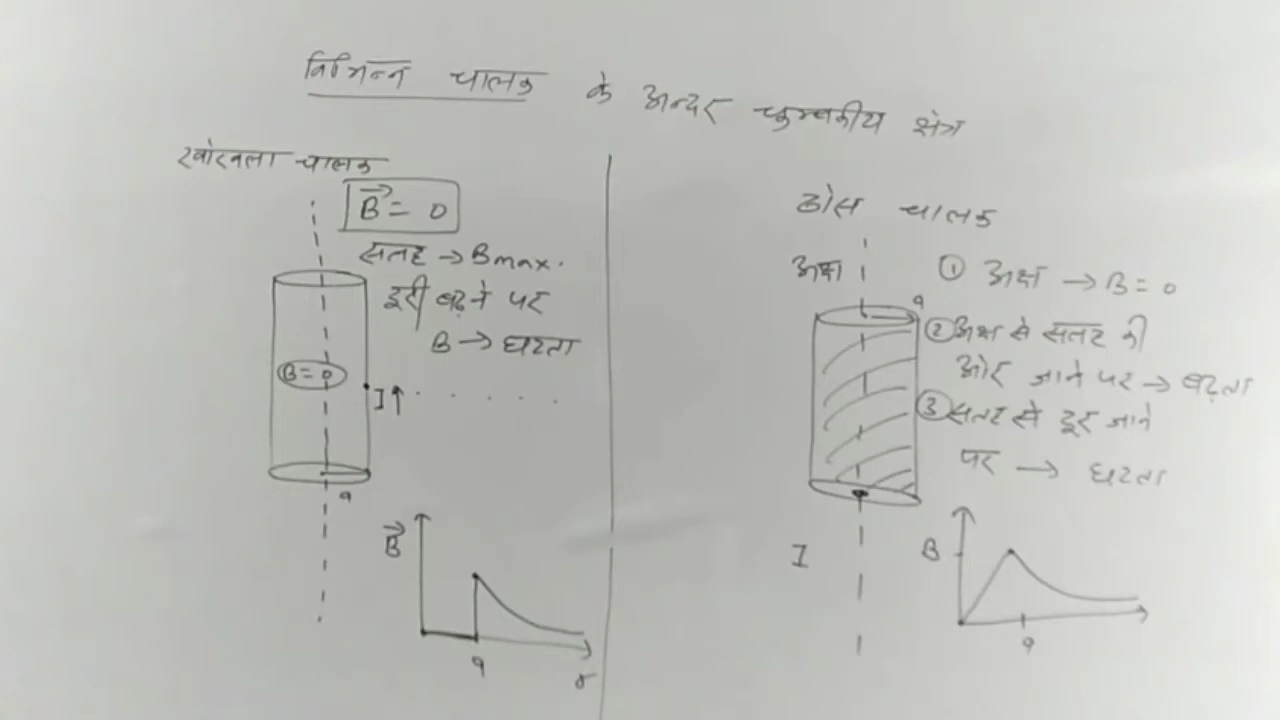 विभिन्न चालक के अन्दर चुम्बकीय क्षेत्र
खोखला चालक
B⃗ = 0
सतह → Bmax.
दूरी बढ़ने पर
B → घटता
B = 0
I↑
a
B⃗
a
r
ठोस चालक
अक्ष
① अक्ष → B = 0
a
② अक्ष से सतह की
ओर जाने पर → बढ़ता
③ सतह से दूर जाने
पर → घटता
I
B
a